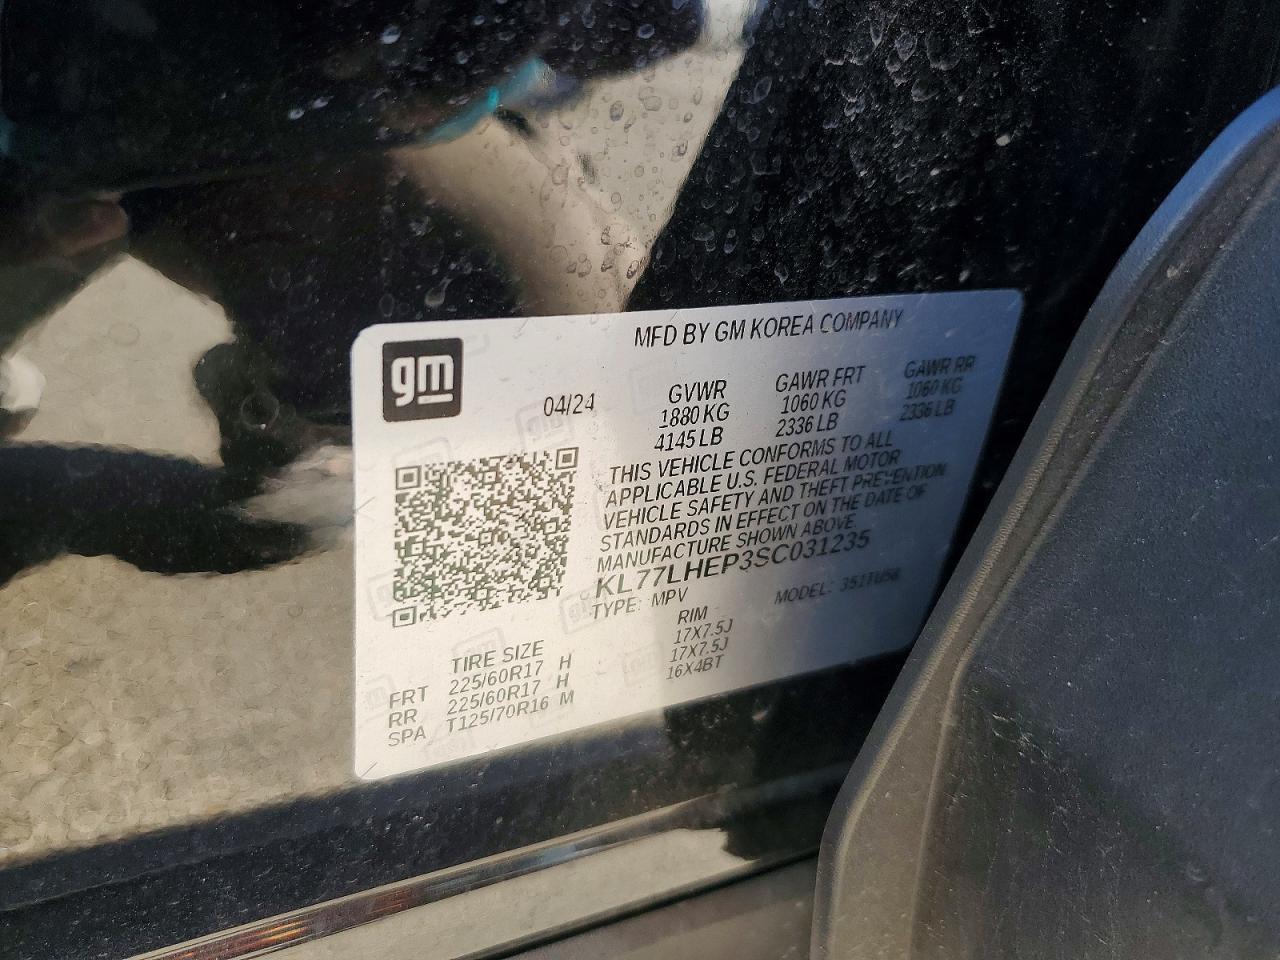 MFD BY GM KOREA COMPANY
gm
04/24
GVWR
1880 KG
4145 LB
GAWR FRT
1060 KG
2336 LB
GAWR RR
1060 KG
2336 LB
THIS VEHICLE CONFORMS TO ALL
APPLICABLE U.S. FEDERAL MOTOR
VEHICLE SAFETY AND THEFT PREVENTION
STANDARDS IN EFFECT ON THE DATE OF
MANUFACTURE SHOWN ABOVE.
KL77LHEP3SC031235
TYPE: MPV MODEL: 351TU56
TIRE SIZE RIM
FRT 225/60R17 H 17X7.5J
RR 225/60R17 H 17X7.5J
SPA T125/70R16 M 16X4BT